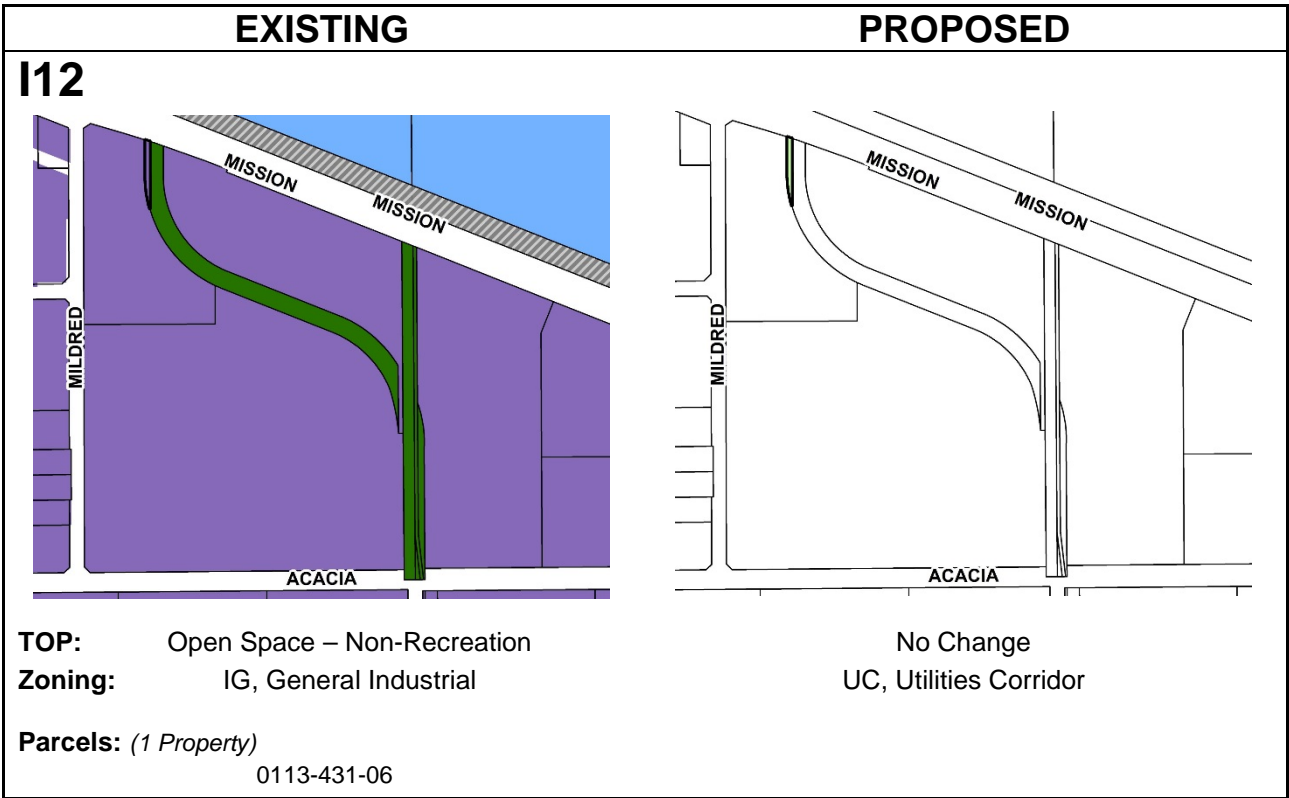 EXISTING PROPOSED
I12
MISSION
MISSION
MILDRED
ACACIA
MISSION
MISSION
MILDRED
ACACIA
TOP: Open Space – Non-Recreation No Change
Zoning: IG, General Industrial UC, Utilities Corridor
Parcels: (1 Property)
0113-431-06